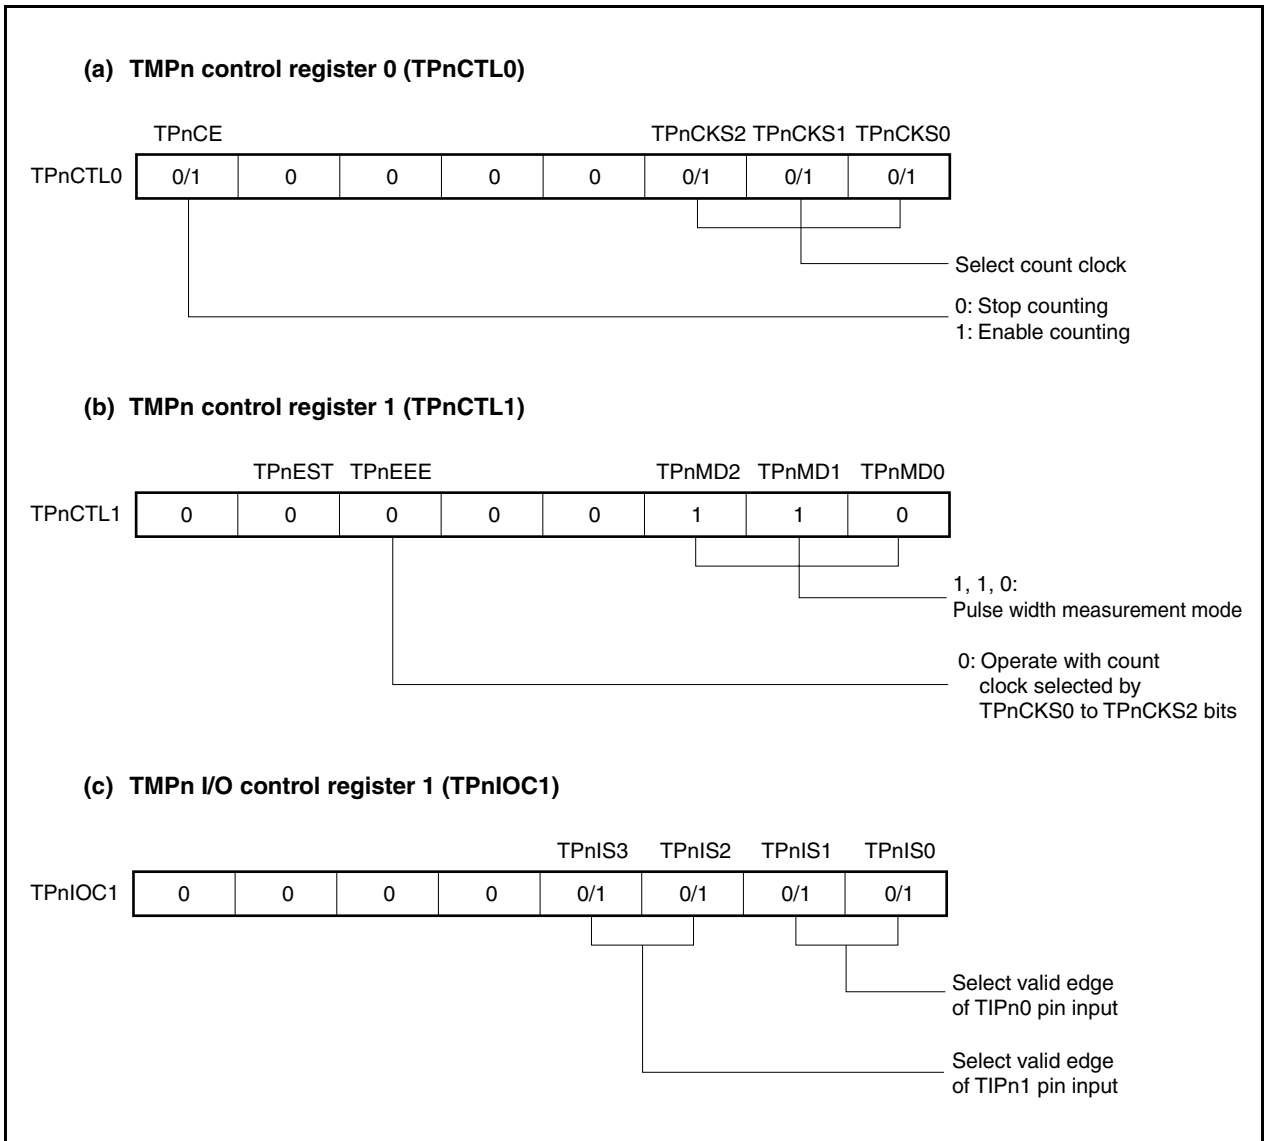 (a) TMPn control register 0 (TPnCTL0)
TPnCE TPnCKS2 TPnCKS1 TPnCKS0
TPnCTL0 0/1 0 0 0 0 0/1 0/1 0/1
Select count clock
0: Stop counting
1: Enable counting
(b) TMPn control register 1 (TPnCTL1)
TPnEST TPnEEE TPnMD2 TPnMD1 TPnMD0
TPnCTL1 0 0 0 0 0 1 1 0
1, 1, 0:
Pulse width measurement mode
0: Operate with count
clock selected by
TPnCKS0 to TPnCKS2 bits
(c) TMPn I/O control register 1 (TPnIOC1)
TPnIS3 TPnIS2 TPnIS1 TPnIS0
TPnIOC1 0 0 0 0 0/1 0/1 0/1 0/1
Select valid edge
of TIPn0 pin input
Select valid edge
of TIPn1 pin input